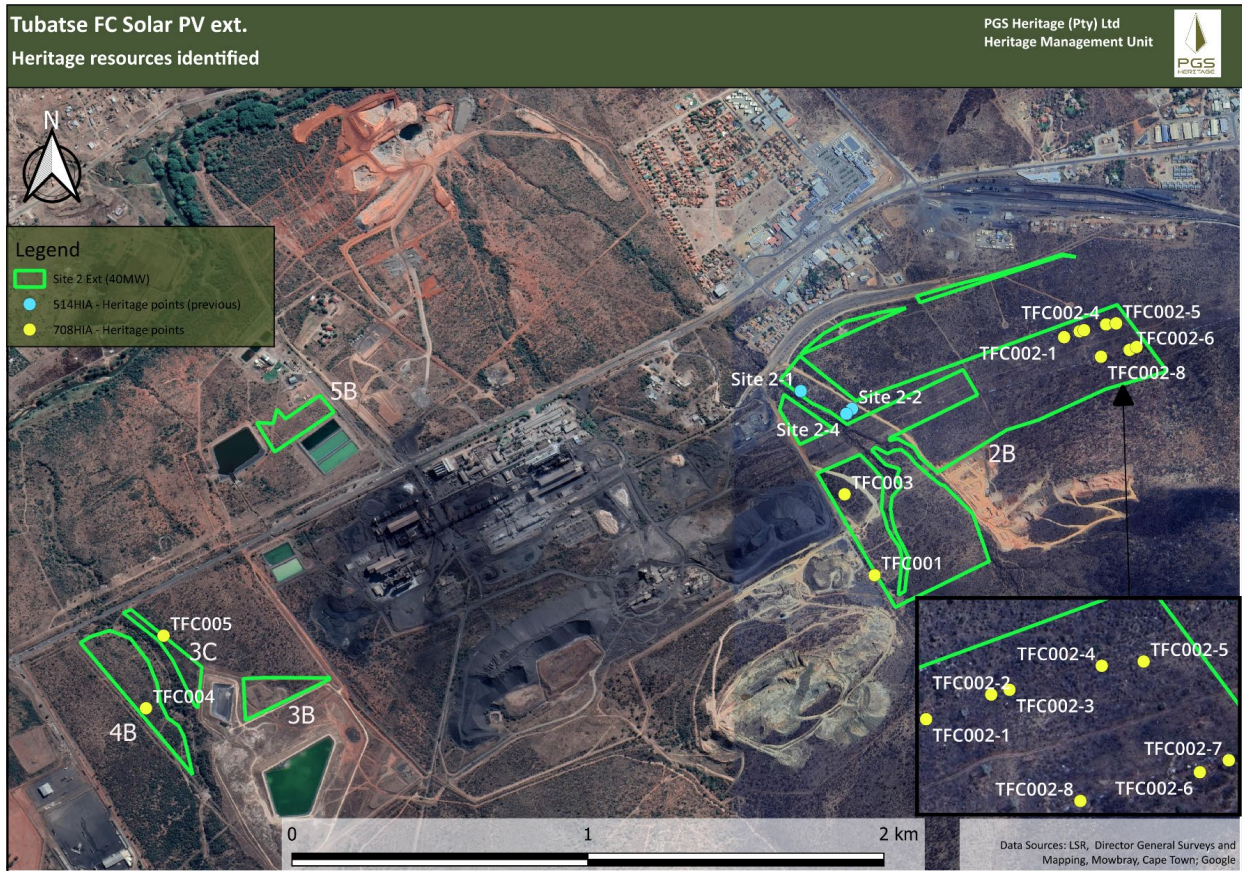 Tubatse FC Solar PV ext.
Heritage resources identified
PGS Heritage (Pty) Ltd
Heritage Management Unit
PGS
HERITAGE
N
Legend
Site 2 Ext (40MW)
514HIA - Heritage points (previous)
708HIA - Heritage points
5B
TFC002-4
TFC002-5
TFC002-6
TFC002-1
TFC002-8
Site 2-1
Site 2-2
Site 2-4
2B
TFC003
TFC001
TFC005
3C
TFC004
3B
4B
TFC002-4
TFC002-5
TFC002-2
TFC002-3
TFC002-1
TFC002-7
TFC002-6
TFC002-8
0 1 2 km
Data Sources: LSR, Director General Surveys and
Mapping, Mowbray, Cape Town; Google